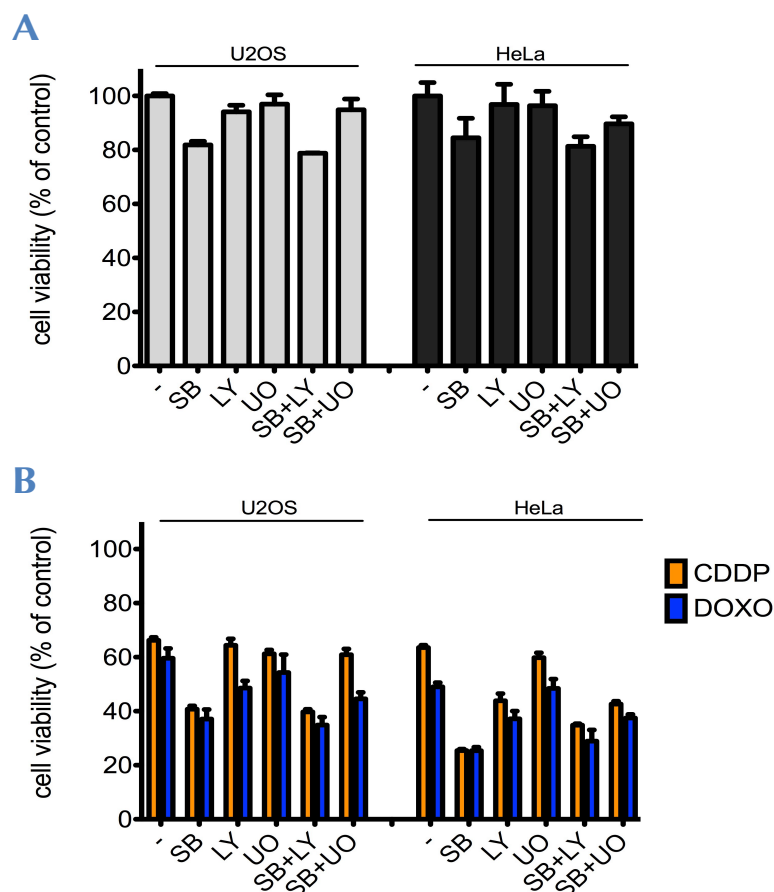 A
U2OS
HeLa
cell viability (% of control)
100
80
60
40
20
0
-
SB
LY
UO
SB+LY
SB+UO
-
SB
LY
UO
SB+LY
SB+UO
B
U2OS
HeLa
cell viability (% of control)
100
80
60
40
20
0
CDDP
DOXO
-
SB
LY
UO
SB+LY
SB+UO
-
SB
LY
UO
SB+LY
SB+UO